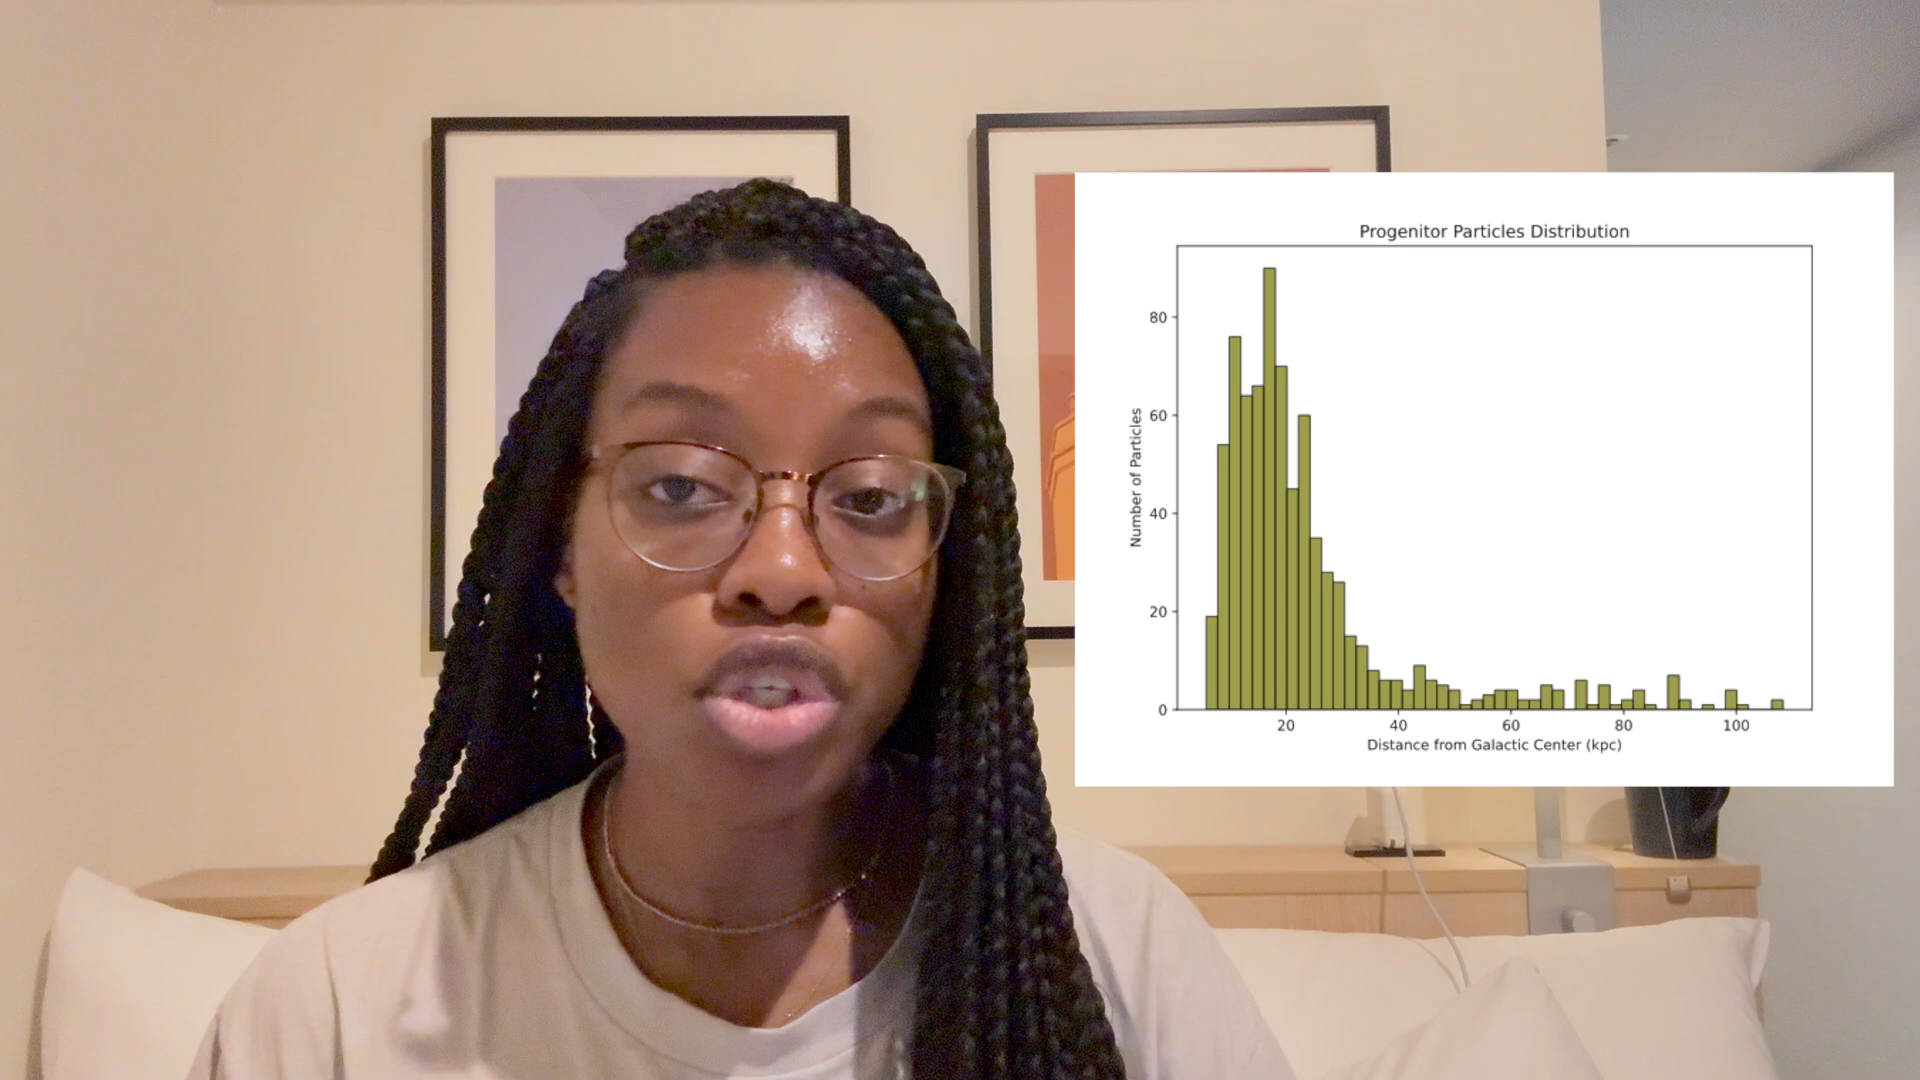 Progenitor Particles Distribution
Number of Particles
80
60
40
20
0
20 40 60 80 100
Distance from Galactic Center (kpc)